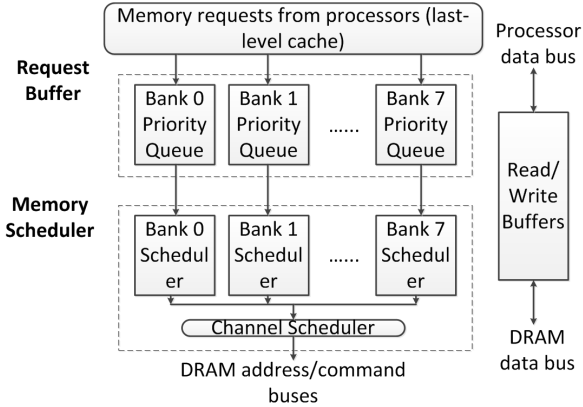 Memory requests from processors (last-
level cache)
Processor
data bus
Request
Buffer
Bank 0
Priority
Queue
Bank 1
Priority
Queue
......
Bank 7
Priority
Queue
Read/
Write
Buffers
Memory
Scheduler
Bank 0
Schedul
er
Bank 1
Schedul
er
......
Bank 7
Schedul
er
Channel Scheduler
DRAM address/command
buses
DRAM
data bus